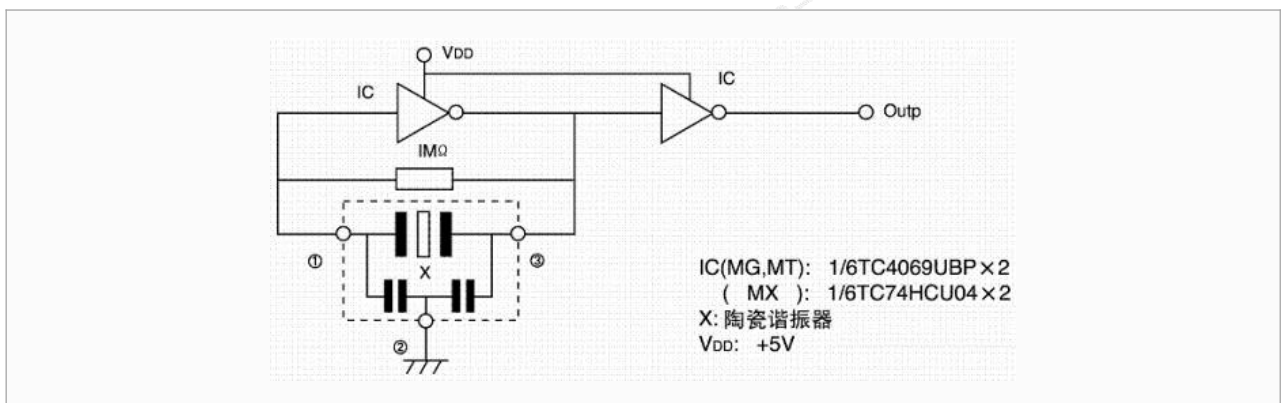 VDD
IC
IC
Outp
IMΩ
①
③
X
②
IC(MG,MT): 1/6TC4069UBP×2
( MX ): 1/6TC74HCU04×2
X: 陶瓷谐振器
VDD: +5V